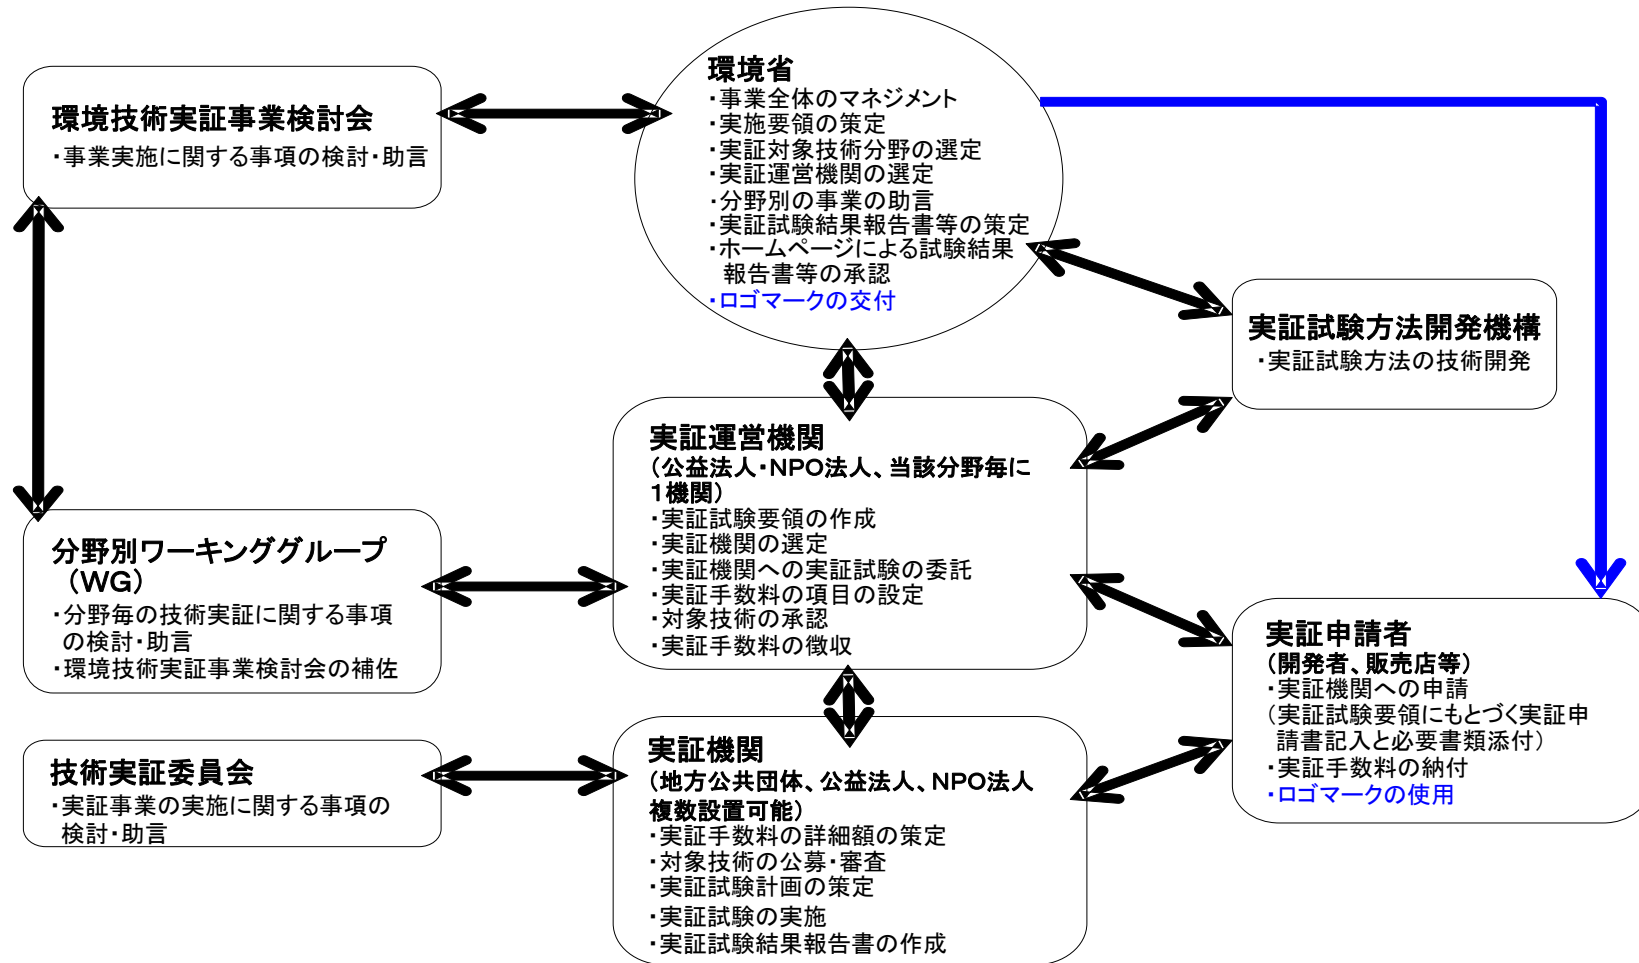 環境技術実証事業検討会
・事業実施に関する事項の検討・助言
環境省
・事業全体のマネジメント
・実施要領の策定
・実証対象技術分野の選定
・実証運営機関の選定
・分野別の事業の助言
・実証試験結果報告書等の策定
・ホームページによる試験結果
報告書等の承認
・ロゴマークの交付
実証試験方法開発機構
・実証試験方法の技術開発
実証運営機関
(公益法人・NPO法人、当該分野毎に
1機関)
・実証試験要領の作成
・実証機関の選定
・実証機関への実証試験の委託
・実証手数料の項目の設定
・対象技術の承認
・実証手数料の徴収
分野別ワーキンググループ
(WG)
・分野毎の技術実証に関する事項
の検討・助言
・環境技術実証事業検討会の補佐
実証申請者
(開発者、販売店等)
・実証機関への申請
(実証試験要領にもとづく実証申
請書記入と必要書類添付)
・実証手数料の納付
・ロゴマークの使用
技術実証委員会
・実証事業の実施に関する事項の
検討・助言
実証機関
(地方公共団体、公益法人、NPO法人
複数設置可能)
・実証手数料の詳細額の策定
・対象技術の公募・審査
・実証試験計画の策定
・実証試験の実施
・実証試験結果報告書の作成